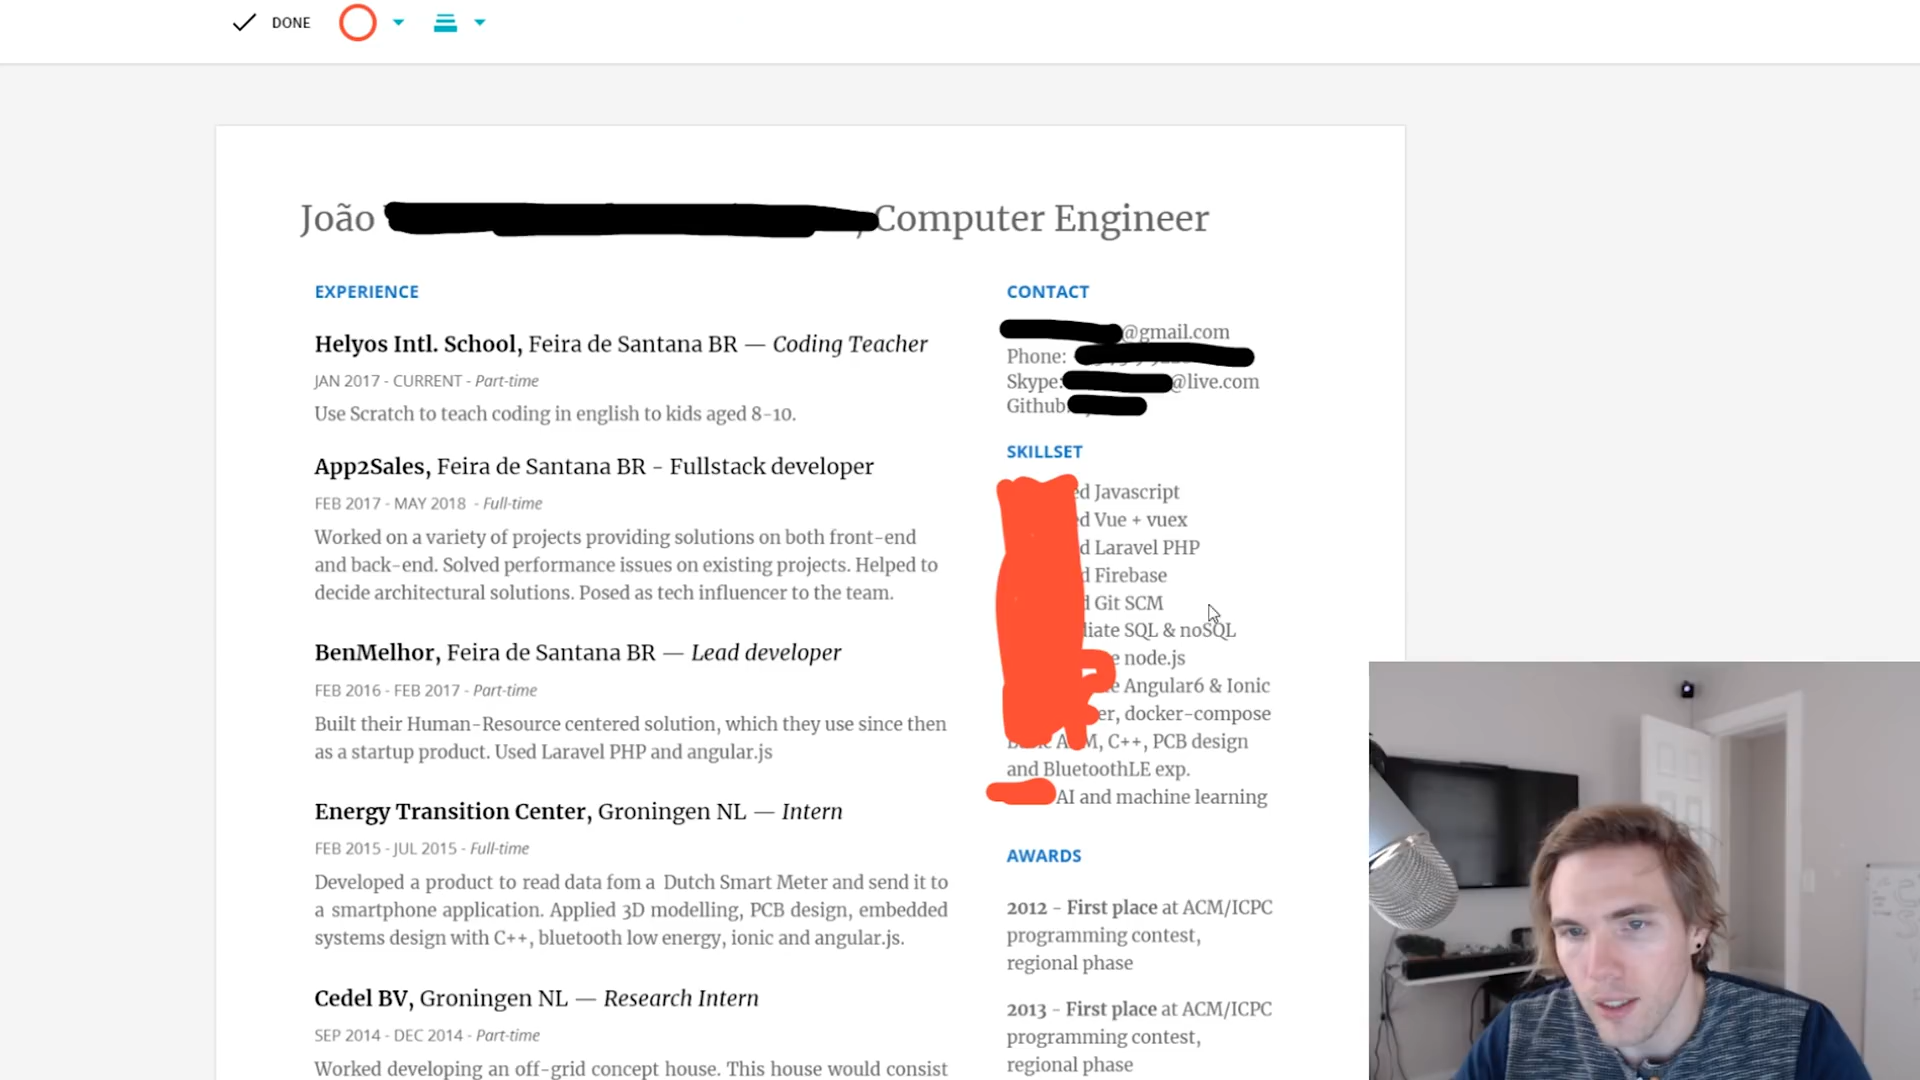 DONE
João , Computer Engineer
EXPERIENCE
Helyos Intl. School, Feira de Santana BR — Coding Teacher
JAN 2017 - CURRENT - Part-time
Use Scratch to teach coding in english to kids aged 8-10.
App2Sales, Feira de Santana BR - Fullstack developer
FEB 2017 - MAY 2018 - Full-time
Worked on a variety of projects providing solutions on both front-end
and back-end. Solved performance issues on existing projects. Helped to
decide architectural solutions. Posed as tech influencer to the team.
BenMelhor, Feira de Santana BR — Lead developer
FEB 2016 - FEB 2017 - Part-time
Built their Human-Resource centered solution, which they use since then
as a startup product. Used Laravel PHP and angular.js
Energy Transition Center, Groningen NL — Intern
FEB 2015 - JUL 2015 - Full-time
Developed a product to read data fom a Dutch Smart Meter and send it to
a smartphone application. Applied 3D modelling, PCB design, embedded
systems design with C++, bluetooth low energy, ionic and angular.js.
Cedel BV, Groningen NL — Research Intern
SEP 2014 - DEC 2014 - Part-time
Worked developing an off-grid concept house. This house would consist
CONTACT
@gmail.com
Phone:
Skype: @live.com
Github
SKILLSET
Javascript
Vue + vuex
Laravel PHP
Firebase
Git SCM
SQL & noSQL
node.js
Angular6 & Ionic
docker-compose
C++, PCB design
and BluetoothLE exp.
AI and machine learning
AWARDS
2012 - First place at ACM/ICPC
programming contest,
regional phase
2013 - First place at ACM/ICPC
programming contest,
regional phase